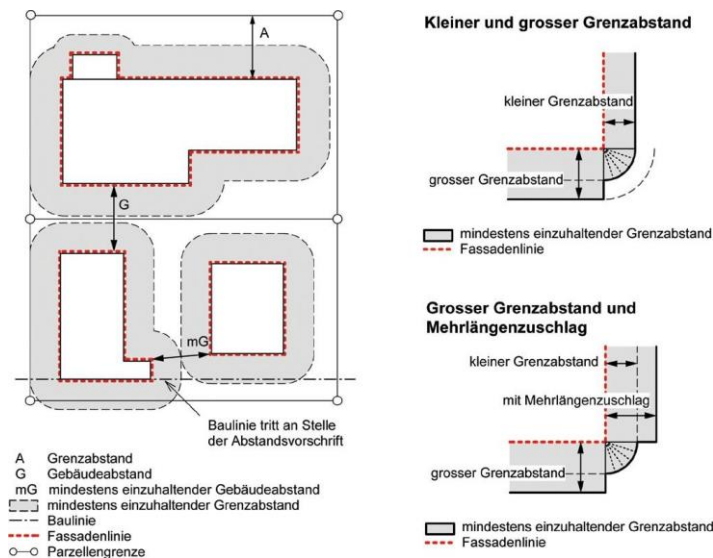 A
G
mG
Baulinie tritt an Stelle
der Abstandsvorschrift
A Grenzabstand
G Gebäudeabstand
mG mindestens einzuhaltender Gebäudeabstand
mindestens einzuhaltender Grenzabstand
Baulinie
Fassadenlinie
Parzellengrenze
Kleiner und grosser Grenzabstand
kleiner Grenzabstand
grosser Grenzabstand
mindestens einzuhaltender Grenzabstand
Fassadenlinie
Grosser Grenzabstand und
Mehrlängenzuschlag
kleiner Grenzabstand
mit Mehrlängenzuschlag
grosser Grenzabstand
mindestens einzuhaltender Grenzabstand
Fassadenlinie